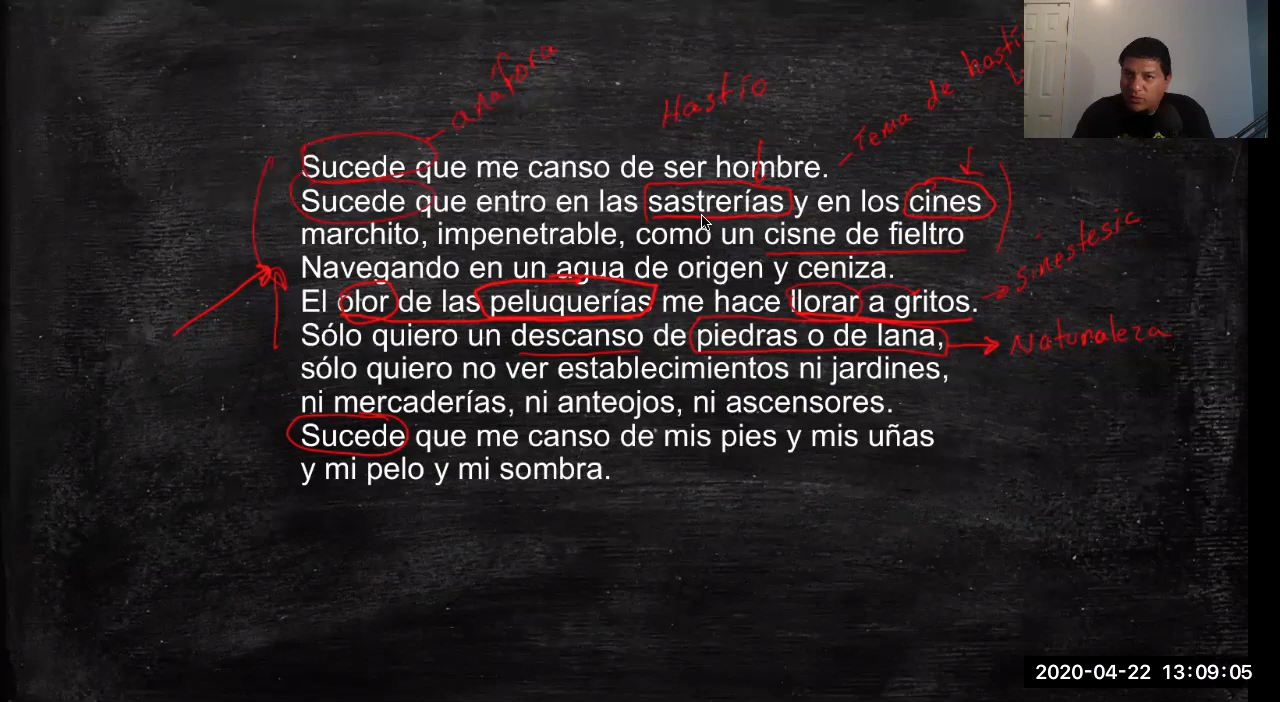 anáfora
Hastío
Tema de hastío
Sucede que me canso de ser hombre.
Sucede que entro en las sastrerías y en los cines
marchito, impenetrable, como un cisne de fieltro
Navegando en un agua de origen y ceniza.
El olor de las peluquerías me hace llorar a gritos.
sinestesia
Sólo quiero un descanso de piedras o de lana,
Naturaleza
sólo quiero no ver establecimientos ni jardines,
ni mercaderías, ni anteojos, ni ascensores.
Sucede que me canso de mis pies y mis uñas
y mi pelo y mi sombra.
2020-04-22 13:09:05